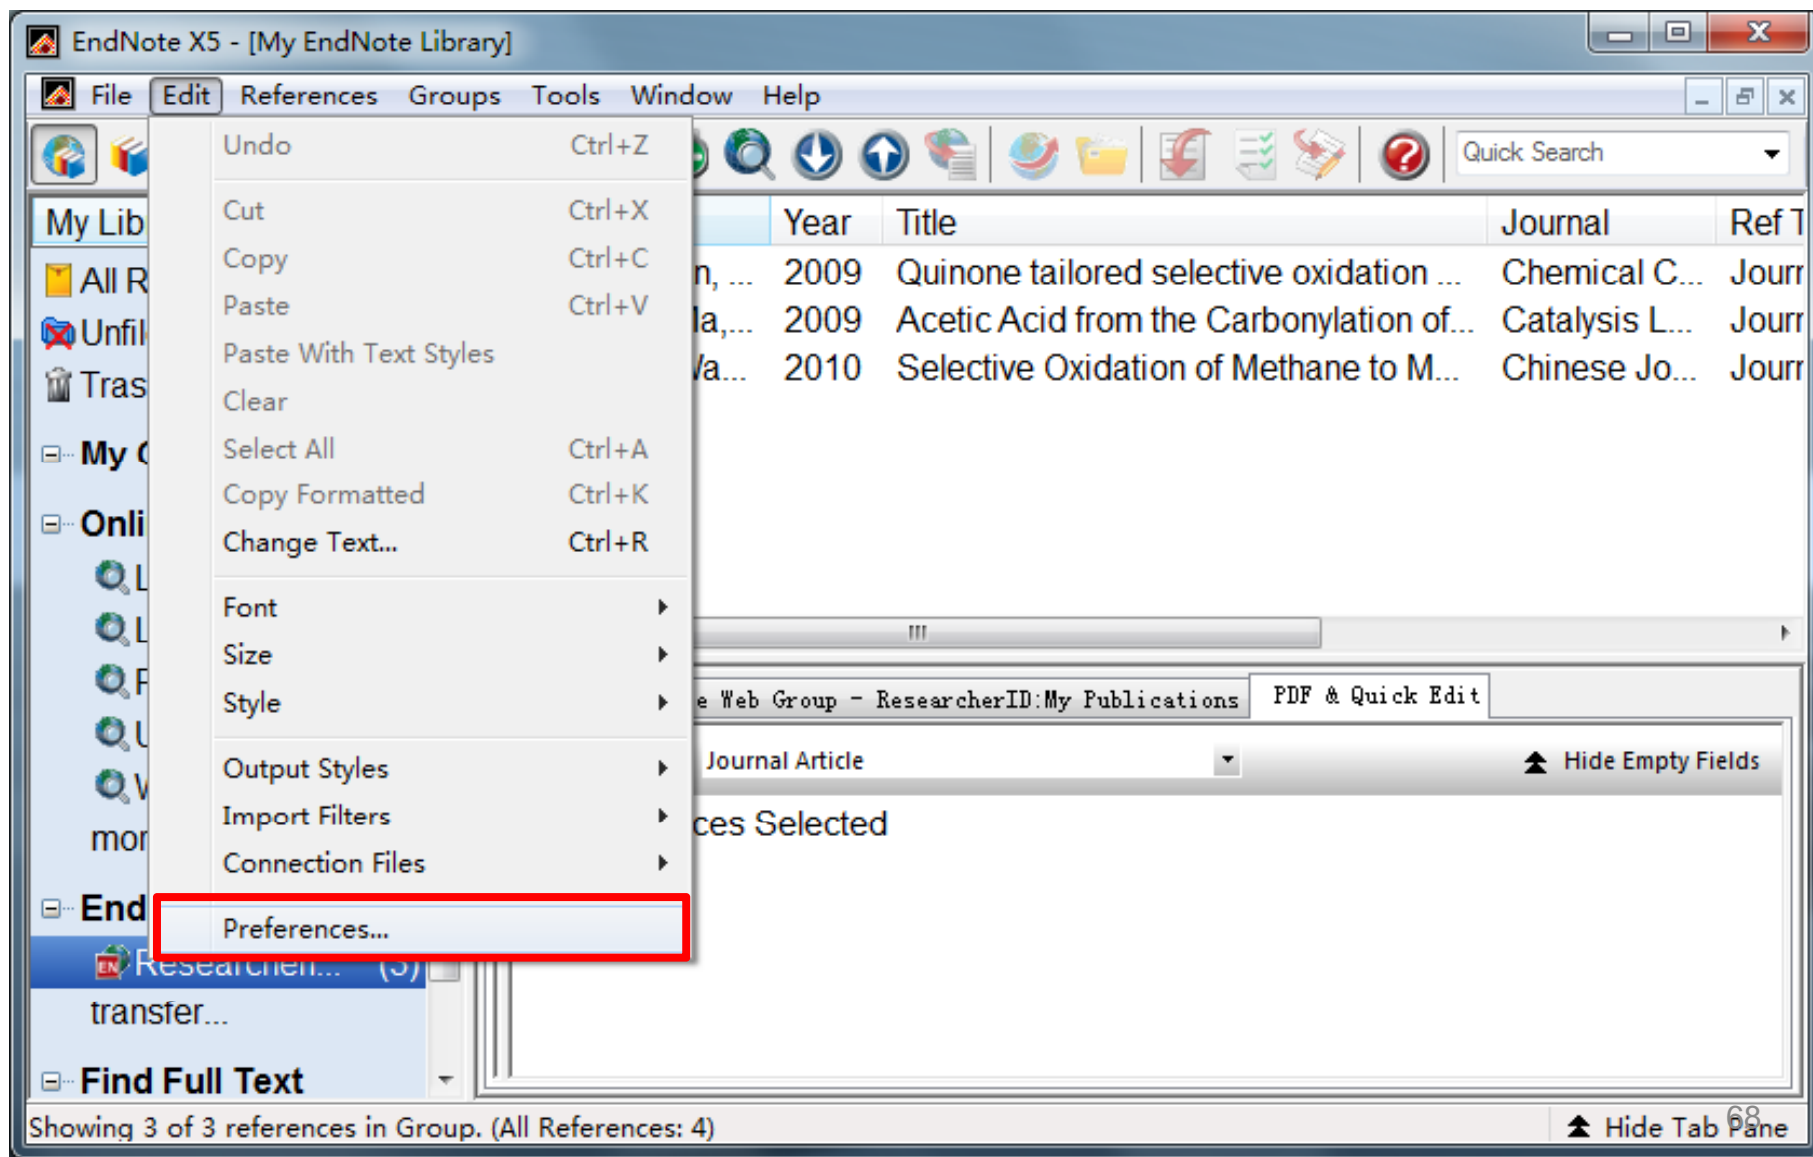 EndNote X5 - [My EndNote Library]
File Edit References Groups Tools Window Help
Undo Ctrl+Z
Quick Search
Cut Ctrl+X
Copy Ctrl+C
Paste Ctrl+V
Paste With Text Styles
Clear
Select All Ctrl+A
Copy Formatted Ctrl+K
Change Text... Ctrl+R
Font
Size
Style
Output Styles
Import Filters
Connection Files
Preferences...
My Lib
All R
Unfil
Tras
My
Onli
L
L
F
U
mor
End
(3)
transfer...
Find Full Text
Year Title Journal Ref T
n, ... 2009 Quinone tailored selective oxidation ... Chemical C... Journ
la,... 2009 Acetic Acid from the Carbonylation of... Catalysis L... Journ
Va... 2010 Selective Oxidation of Methane to M... Chinese Jo... Journ
e Web Group - ResearcherID:My Publications PDF & Quick Edit
Journal Article Hide Empty Fields
ces Selected
Showing 3 of 3 references in Group. (All References: 4)
Hide Tab Pane
68